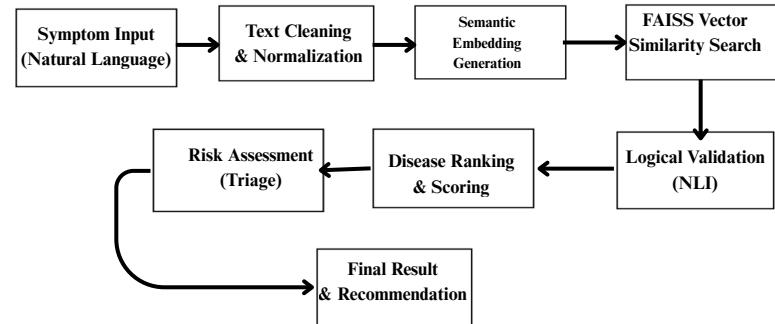 Symptom Input
(Natural Language)
Text Cleaning
& Normalization
Semantic
Embedding
Generation
FAISS Vector
Similarity Search
Logical Validation
(NLI)
Disease Ranking
& Scoring
Risk Assessment
(Triage)
Final Result
& Recommendation